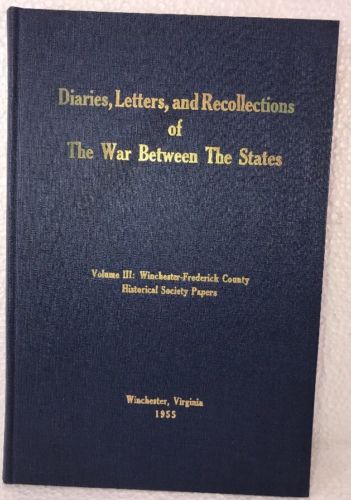 Diaries, Letters, and Recollections
of
The War Between The States
Volume III: Winchester-Frederick County
Historical Society Papers
Winchester, Virginia
1955